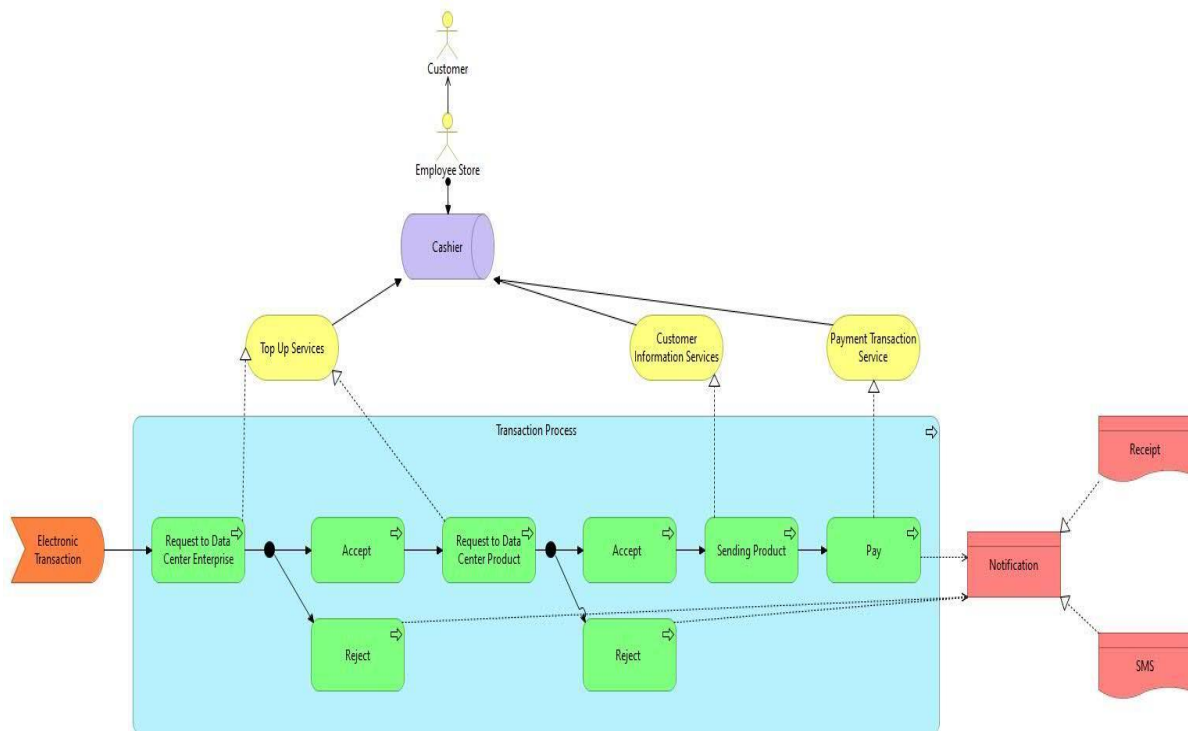 Customer
Employee Store
Cashier
Top Up Services
Customer
Information Services
Payment Transaction
Service
Transaction Process
Receipt
Electronic
Transaction
Request to Data
Center Enterprise
Accept
Request to Data
Center Product
Accept
Sending Product
Pay
Notification
Reject
Reject
SMS